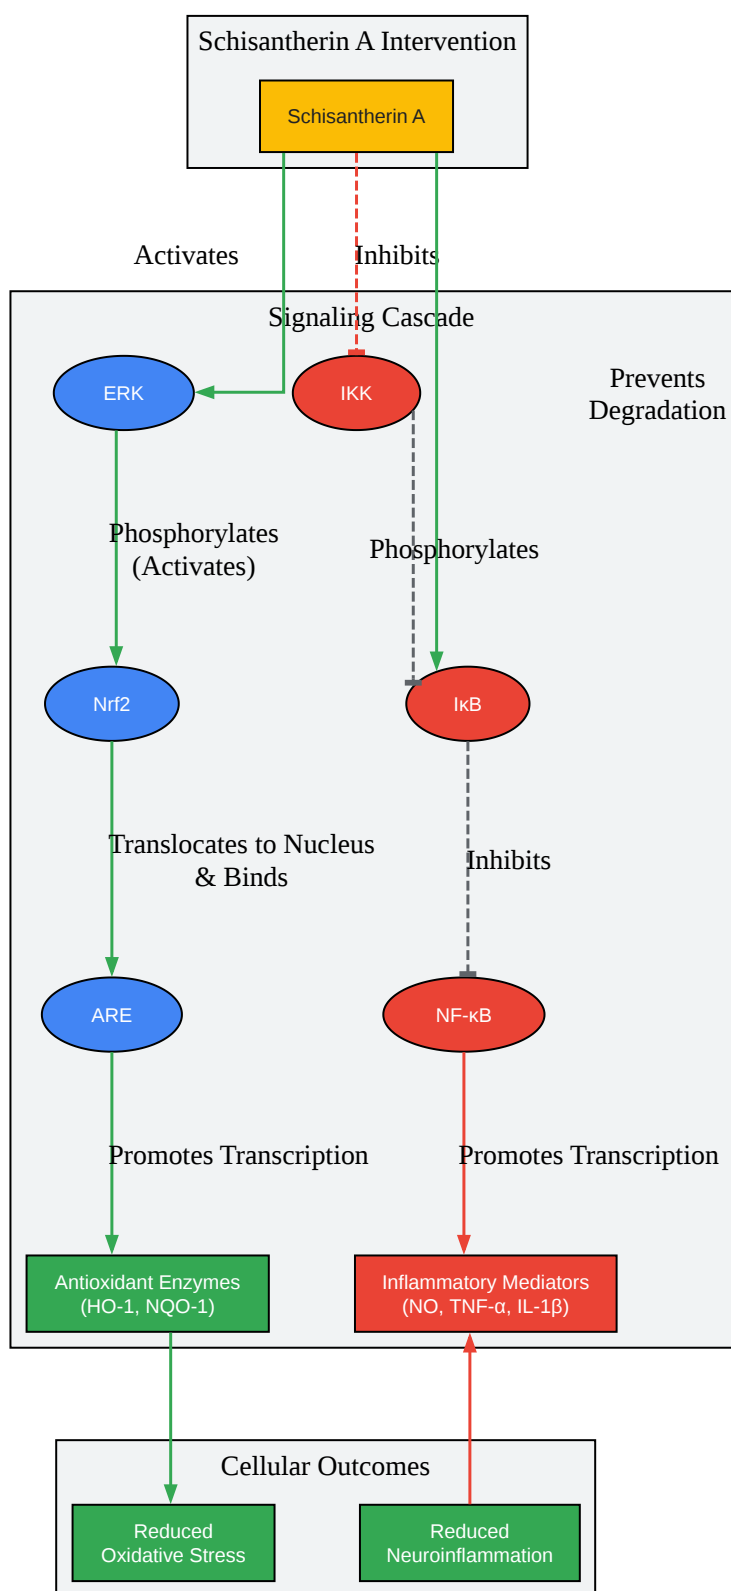 Schisantherin A Intervention
Schisantherin A
Activates
Inhibits
Signaling Cascade
ERK
IKK
Prevents
Degradation
Phosphorylates
(Activates)
Phosphorylates
Nrf2
IκB
Translocates to Nucleus
& Binds
Inhibits
ARE
NF-κB
Promotes Transcription
Promotes Transcription
Antioxidant Enzymes
(HO-1, NQO-1)
Inflammatory Mediators
(NO, TNF-α, IL-1β)
Cellular Outcomes
Reduced
Oxidative Stress
Reduced
Neuroinflammation